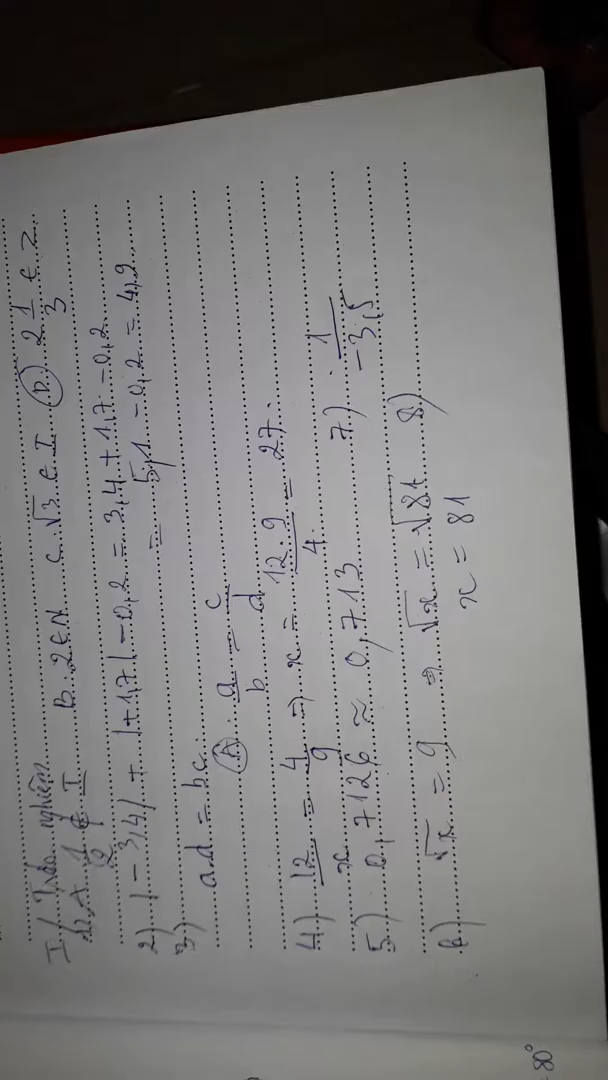 I/ Trắc nghiệm
1). A. 1/2 ∉ I B. 2 ∈ N C. √3 ∈ I (D). 2 1/3 ∈ Z
2) |-3,4| + |+1,7| - 0,2 = 3,4 + 1,7 - 0,2
= 5,1 - 0,2 = 4,9
3)
a.d = bc
(A). a/b = c/d
4) 12/x = 4/9 ⇒ x = 12.9/4 = 27.
5) 0,7126 ≈ 0,713 7) 1/-3,5
6) √x = 9 ⇒ √x = √81 8)
x = 81
80°